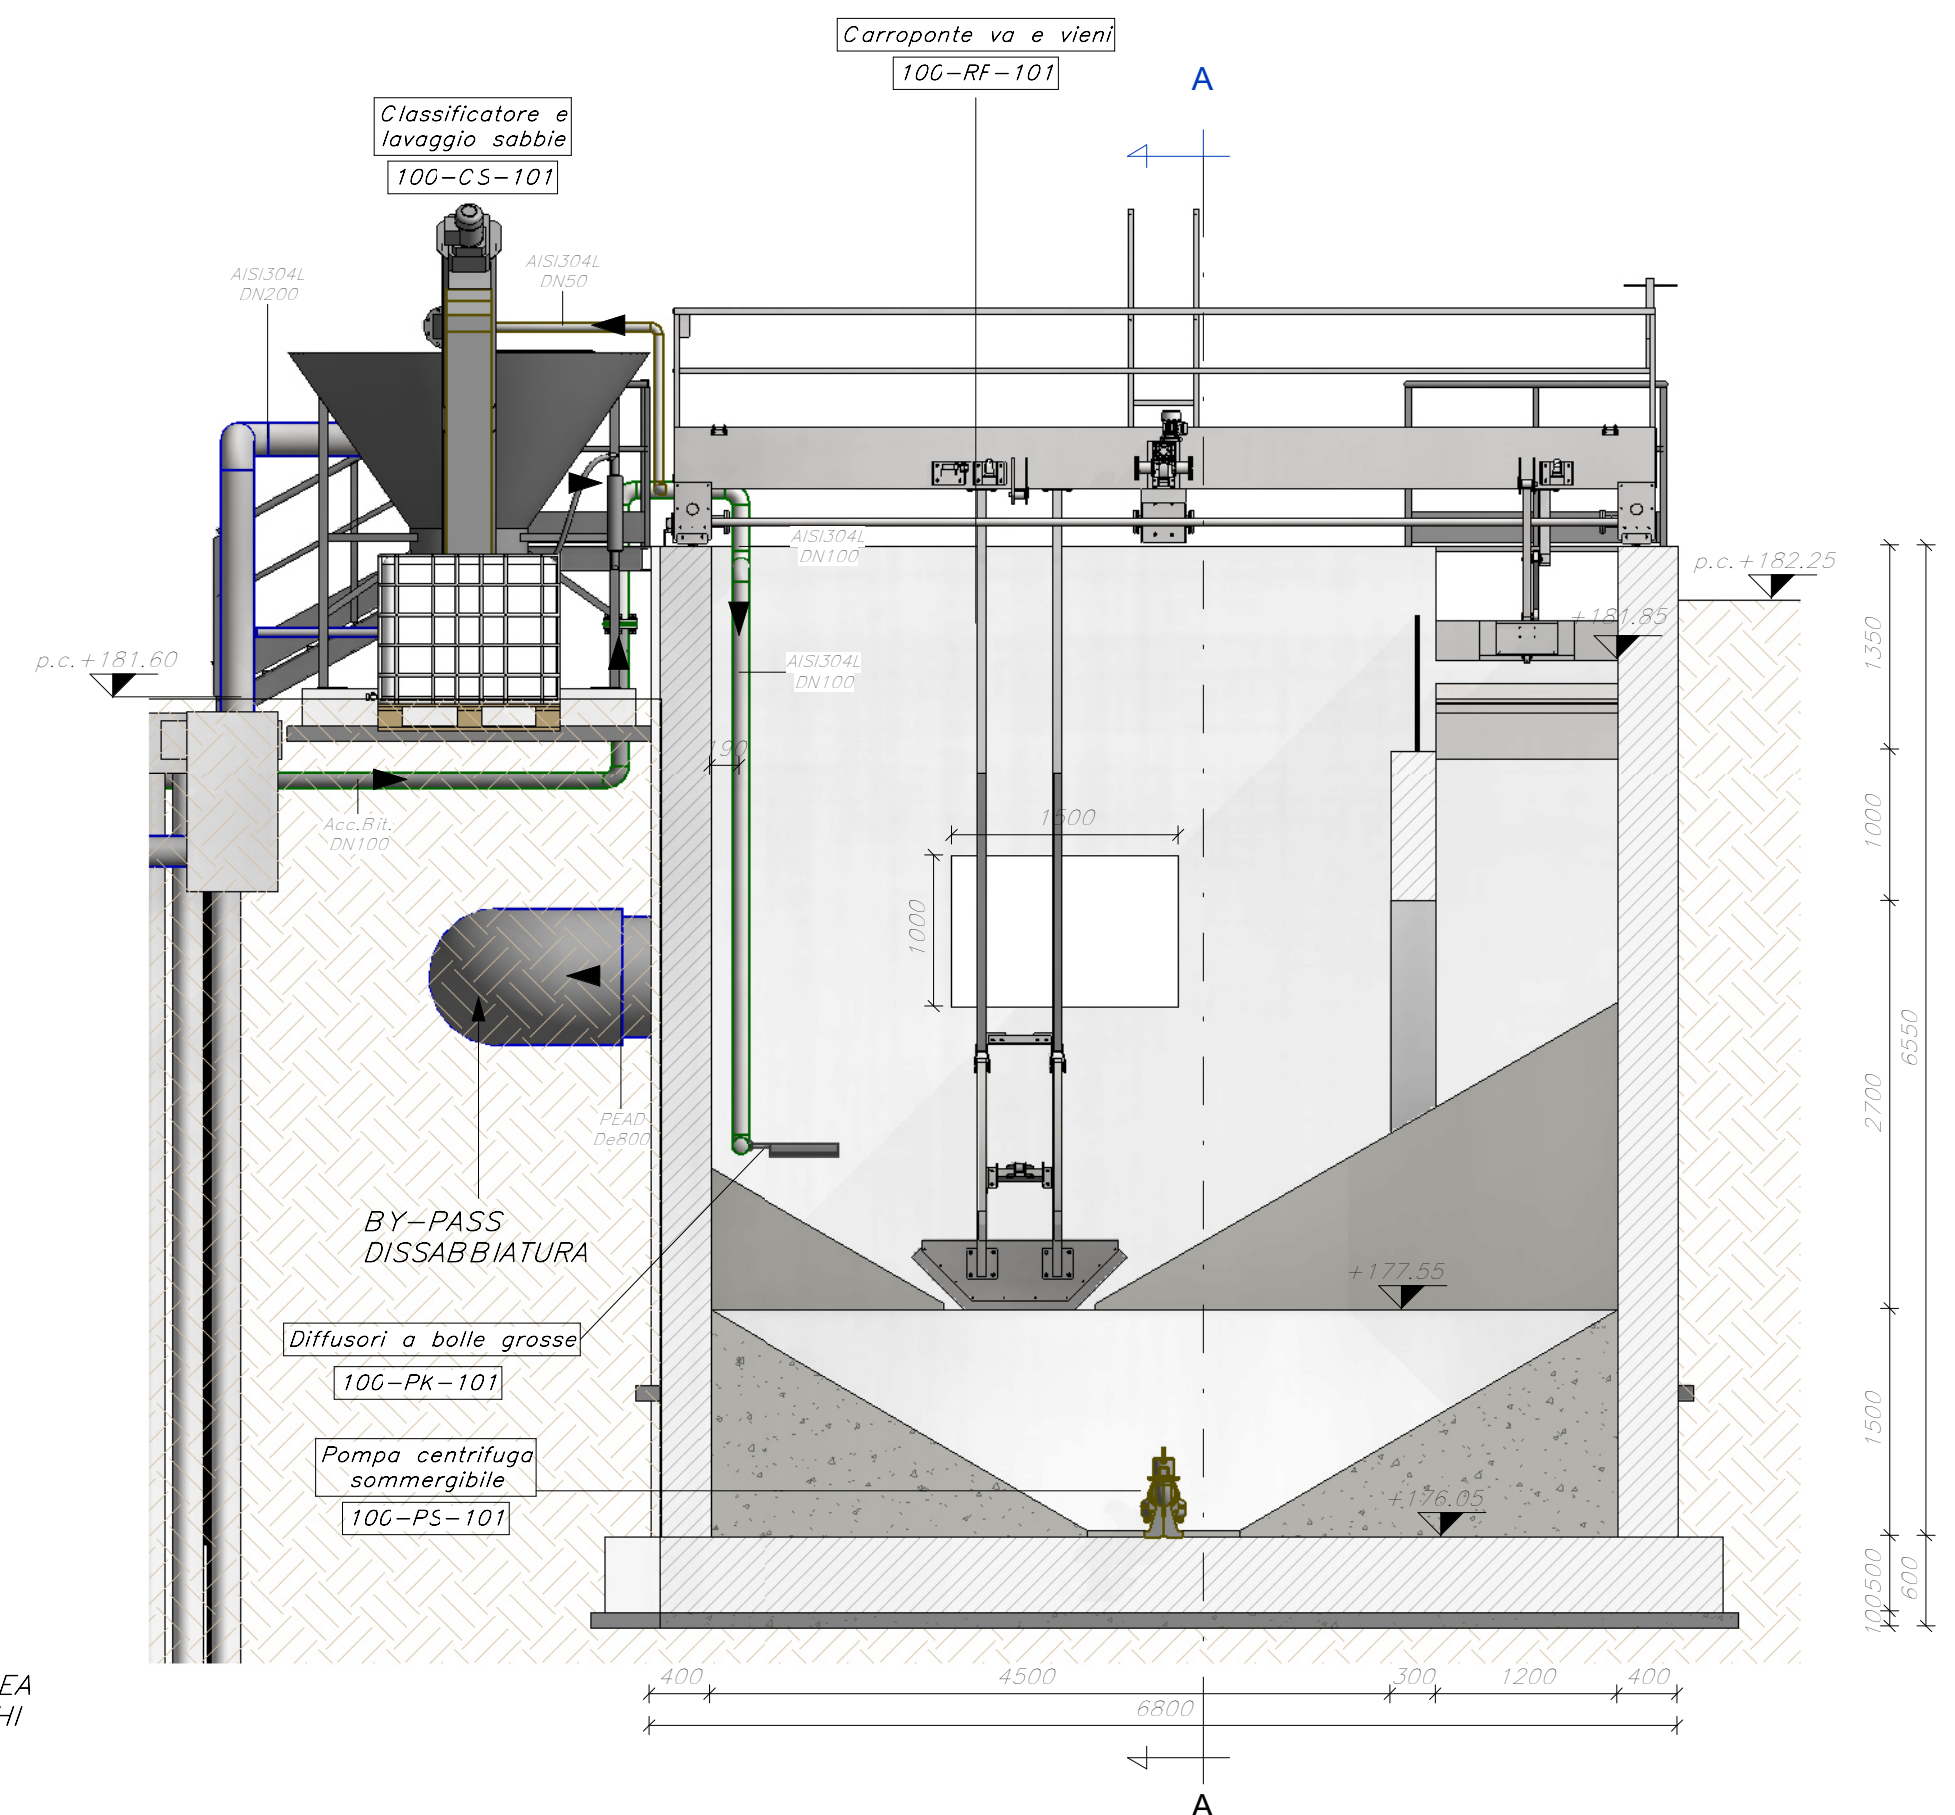 Carroponte va e vieni
100-RF-101
A
Classificatore e
lavaggio sabbie
100-CS-101
AISI304L
DN200
AISI304L
DN50
AISI304L
DN100
p.c.+182.25
+181.85
p.c.+181.60
AISI304L
DN100
190
1500
1000
Acc.Bit.
DN100
PEAD
De800
BY-PASS
DISSABBIATURA
+177.55
Diffusori a bolle grosse
100-PK-101
Pompa centrifuga
sommergibile
100-PS-101
+176.05
1350
1000
2700
1500
500
100
6550
600
EA
HI
400
4500
300
1200
400
6800
A